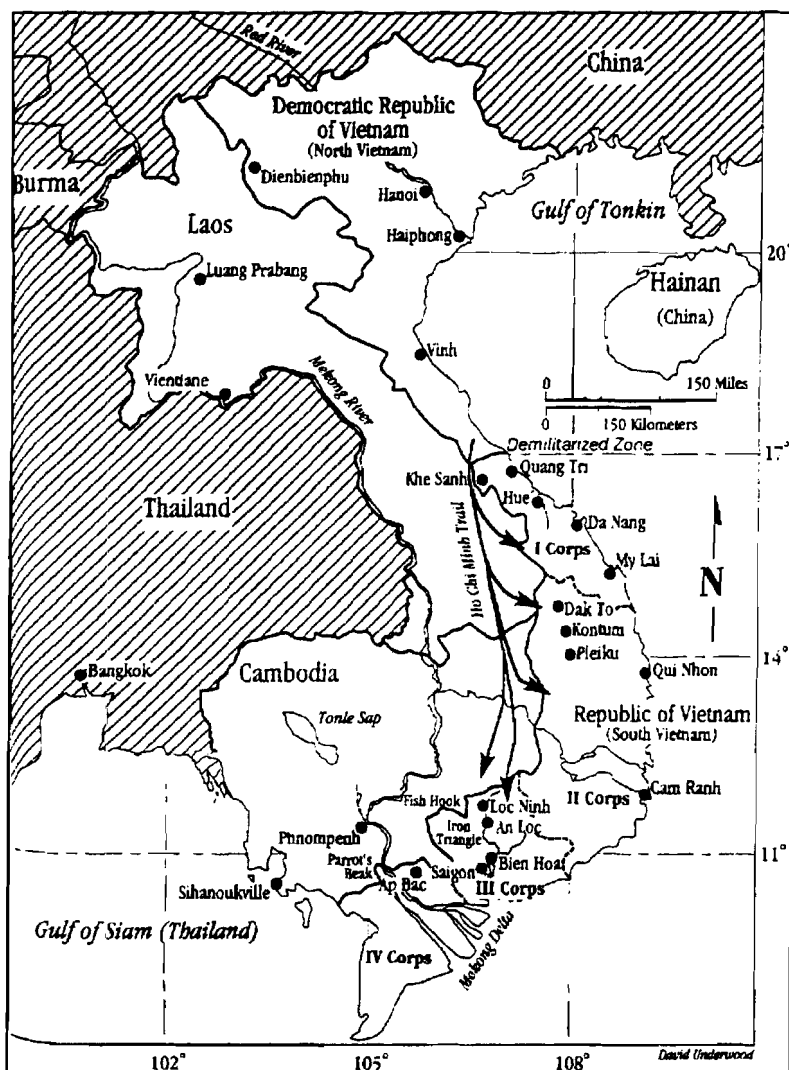 Red River
China
Democratic Republic
of Vietnam
(North Vietnam)
Burma
Dienbienphu
Hanoi
Gulf of Tonkin
Laos
Haiphong
20°
Luang Prabang
Hainan
(China)
Vinh
0 150 Miles
Vientiane
Mekong River
0 150 Kilometers
Demilitarized Zone
17°
Khe Sanh
Quang Tri
Hue
Thailand
Da Nang
Ho Chi Minh Trail
I Corps
My Lai
N
Dak To
Kontum
Pleiku
14°
Bangkok
Cambodia
Qui Nhon
Tonle Sap
Republic of Vietnam
(South Vietnam)
II Corps
Cam Ranh
Fish Hook
Loc Ninh
Iron
Triangle
An Loc
Phnompenh
Parrot's
Beak
Bien Hoa
11°
Ap Bac
Saigon
III Corps
Sihanoukville
Gulf of Siam (Thailand)
IV Corps
Mekong Delta
102°
105°
108°
David Underwood